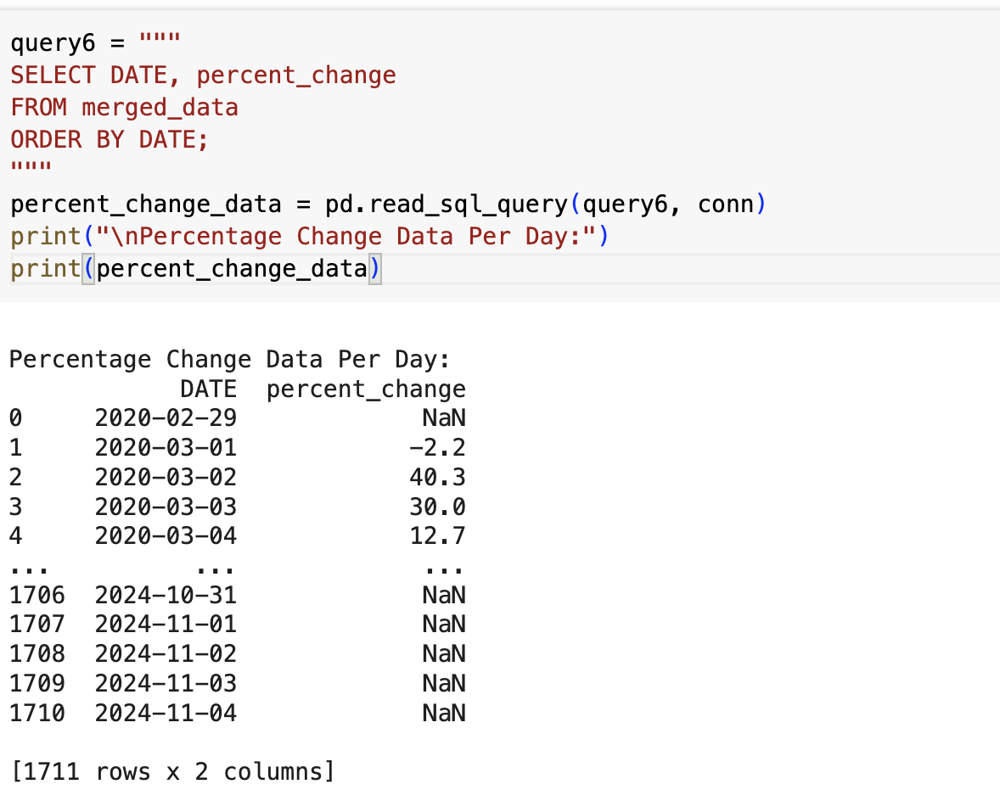 query6 = """
SELECT DATE, percent_change
FROM merged_data
ORDER BY DATE;
"""
percent_change_data = pd.read_sql_query(query6, conn)
print("\nPercentage Change Data Per Day:")
print(percent_change_data)
Percentage Change Data Per Day:
DATE percent_change
0 2020-02-29 NaN
1 2020-03-01 -2.2
2 2020-03-02 40.3
3 2020-03-03 30.0
4 2020-03-04 12.7
... ... ...
1706 2024-10-31 NaN
1707 2024-11-01 NaN
1708 2024-11-02 NaN
1709 2024-11-03 NaN
1710 2024-11-04 NaN
[1711 rows x 2 columns]